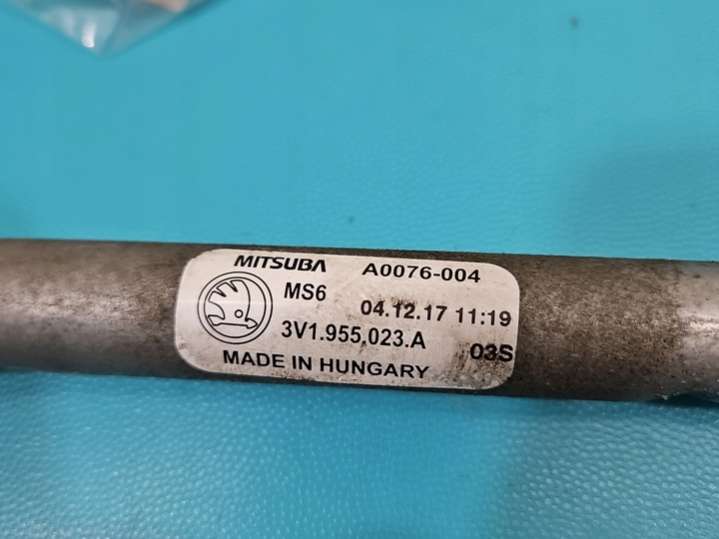 MITSUBA A0076-004
MS6 04.12.17 11:19
3V1.955.023.A 03S
MADE IN HUNGARY